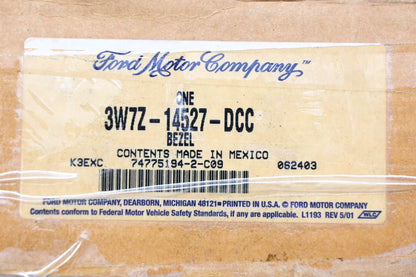 Ford Motor Company™
ONE
3W7Z-14527-DCC
BEZEL
CONTENTS MADE IN MEXICO
K3EXC 74775194-2-C09 062403
FORD MOTOR COMPANY, DEARBORN, MICHIGAN 48121 • PRINTED IN U.S.A. © FORD MOTOR COMPANY
Contents conform to Federal Motor Vehicle Safety Standards, if any are applicable. L1193 REV 5/01 WLC